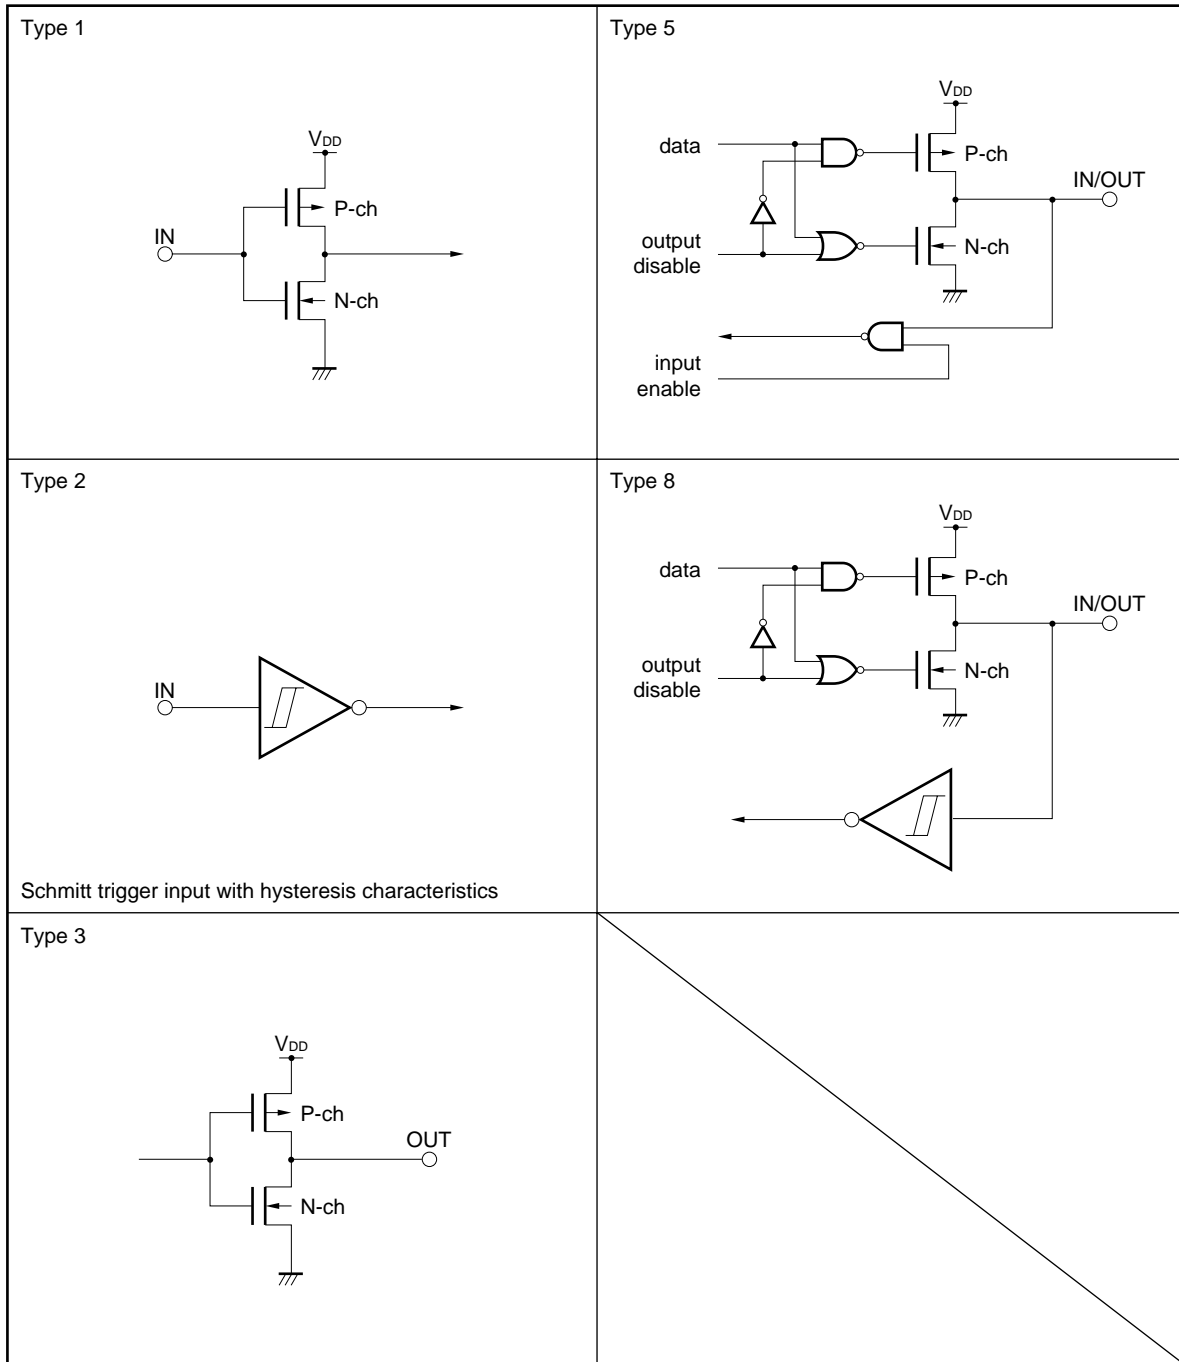 Type 1
VDD
P-ch
IN
N-ch
Type 5
VDD
data
P-ch
IN/OUT
output
disable
N-ch
input
enable
Type 2
IN
Schmitt trigger input with hysteresis characteristics
Type 8
VDD
data
P-ch
IN/OUT
output
disable
N-ch
Type 3
VDD
P-ch
OUT
N-ch